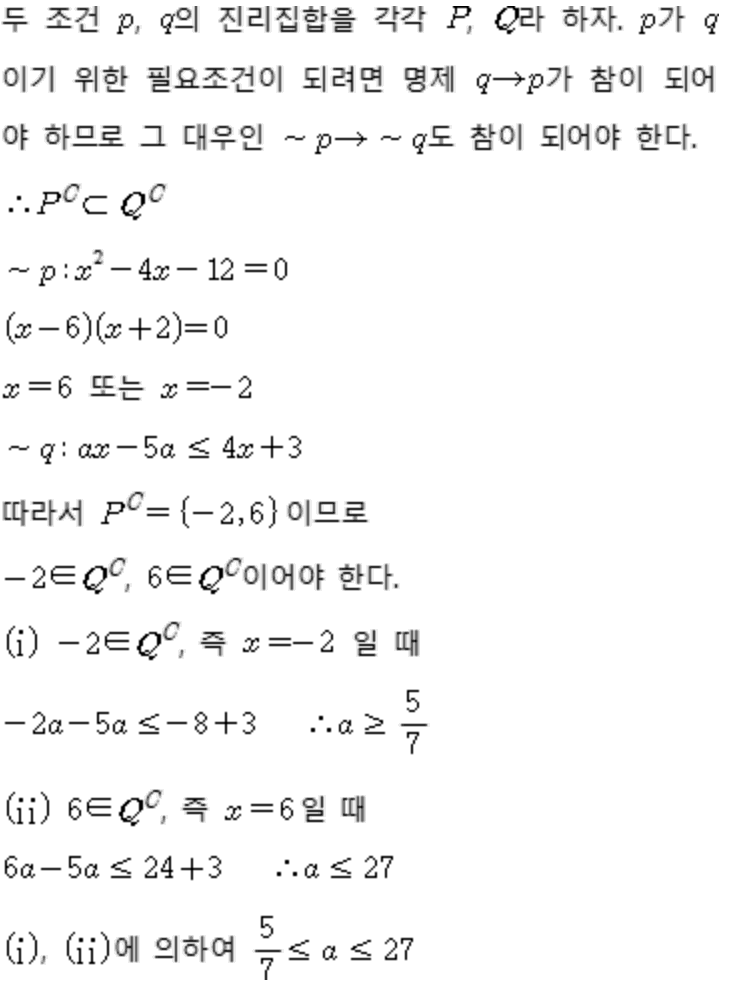 두 조건 p, q의 진리집합을 각각 P, Q라 하자. p가 q
이기 위한 필요조건이 되려면 명제 q→p가 참이 되어
야 하므로 그 대우인 ~p→ ~q도 참이 되어야 한다.
∴P^C⊂ Q^C
~p:x²-4x-12=0
(x-6)(x+2)=0
x=6 또는 x=-2
~q: ax-5a ≤ 4x+3
따라서 P^C={-2,6}이므로
-2∈Q^C, 6∈Q^C이어야 한다.
(i) -2∈Q^C, 즉 x=-2 일 때
-2a-5a ≤-8+3 ∴a ≥ 5/7
(ii) 6∈Q^C, 즉 x=6일 때
6a-5a ≤ 24+3 ∴a ≤ 27
(i), (ii)에 의하여 5/7 ≤ a ≤ 27